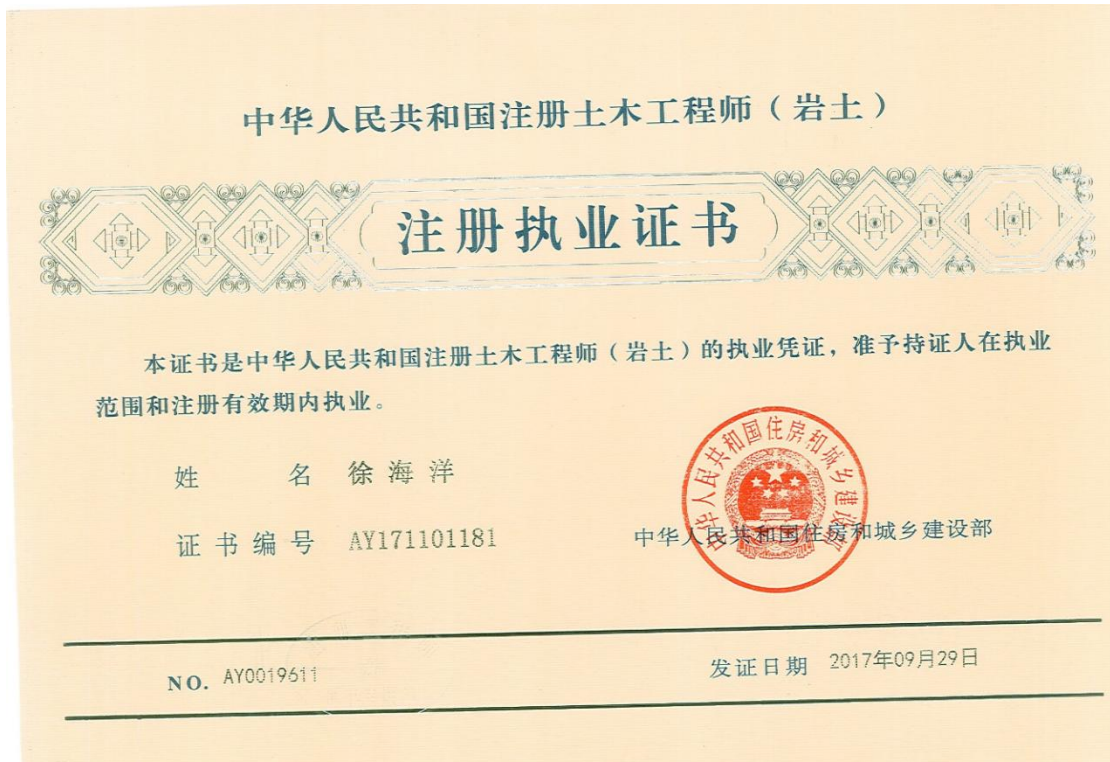 中华人民共和国注册土木工程师（岩土）
注册执业证书
本证书是中华人民共和国注册土木工程师（岩土）的执业凭证，准予持证人在执业
范围和注册有效期内执业。
姓 名 徐海洋
证书编号 AY171101181
中华人民共和国住房和城乡建设部
中华人民共和国住房和城乡建设部
NO. AY0019611
发证日期 2017年09月29日